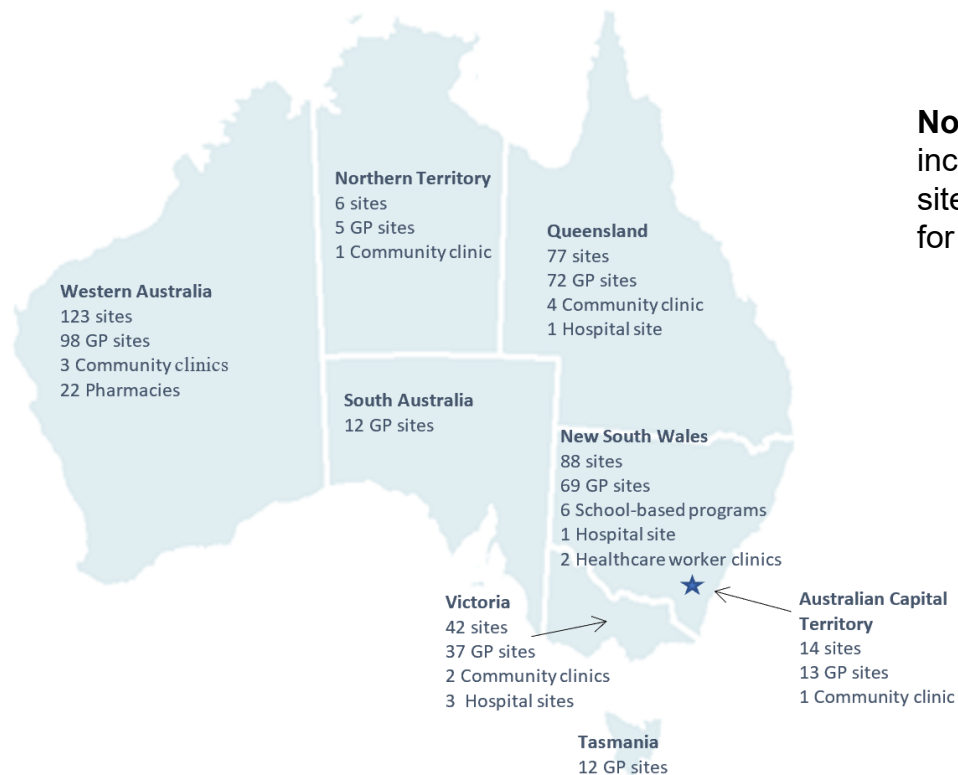 No
inc
site
for
Northern Territory
6 sites
5 GP sites
1 Community clinic
Queensland
77 sites
72 GP sites
4 Community clinic
1 Hospital site
Western Australia
123 sites
98 GP sites
3 Community clinics
22 Pharmacies
South Australia
12 GP sites
New South Wales
88 sites
69 GP sites
6 School-based programs
1 Hospital site
2 Healthcare worker clinics
Victoria
42 sites
37 GP sites
2 Community clinics
3 Hospital sites
Australian Capital
Territory
14 sites
13 GP sites
1 Community clinic
Tasmania
12 GP sites